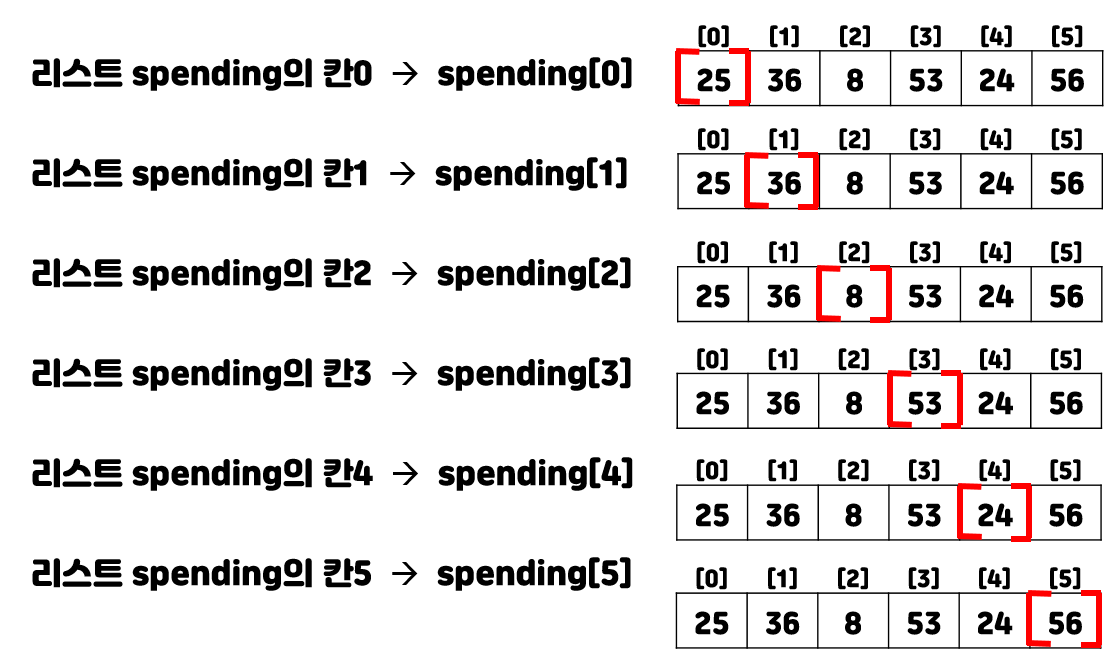 [0] [1] [2] [3] [4] [5]
리스트 spending의 칸0 → spending[0] 25 36 8 53 24 56
[0] [1] [2] [3] [4] [5]
리스트 spending의 칸1 → spending[1] 25 36 8 53 24 56
[0] [1] [2] [3] [4] [5]
리스트 spending의 칸2 → spending[2] 25 36 8 53 24 56
[0] [1] [2] [3] [4] [5]
리스트 spending의 칸3 → spending[3] 25 36 8 53 24 56
[0] [1] [2] [3] [4] [5]
리스트 spending의 칸4 → spending[4] 25 36 8 53 24 56
[0] [1] [2] [3] [4] [5]
리스트 spending의 칸5 → spending[5] 25 36 8 53 24 56